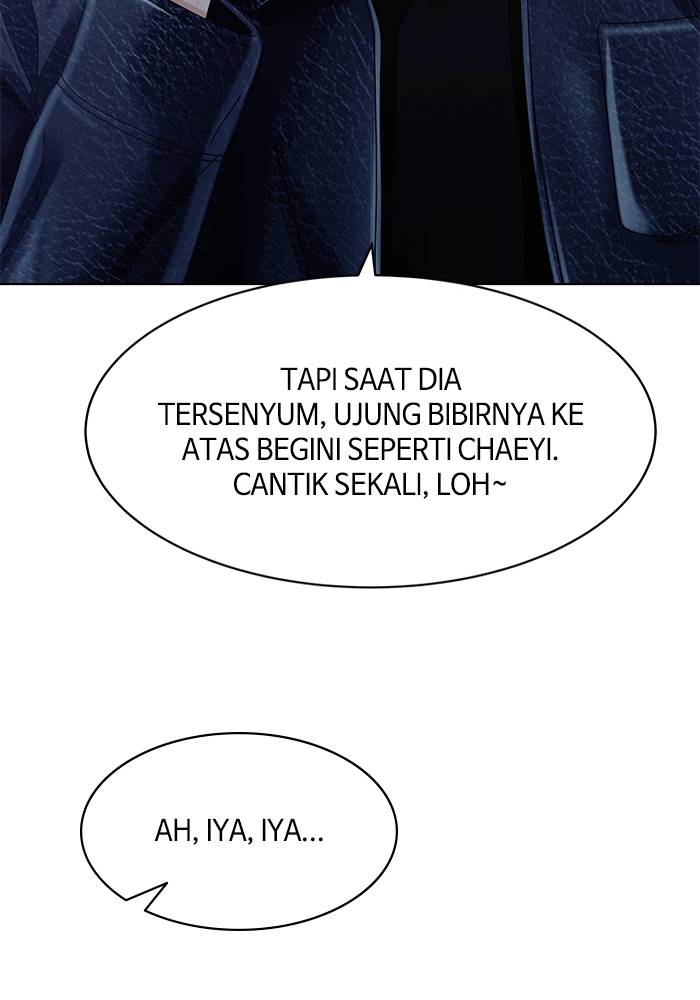 TAPI SAAT DIA
TERSENYUM, UJUNG BIBIRNYA KE
ATAS BEGINI SEPERTI CHAEYI.
CANTIK SEKALI, LOH~
AH, IYA, IYA...